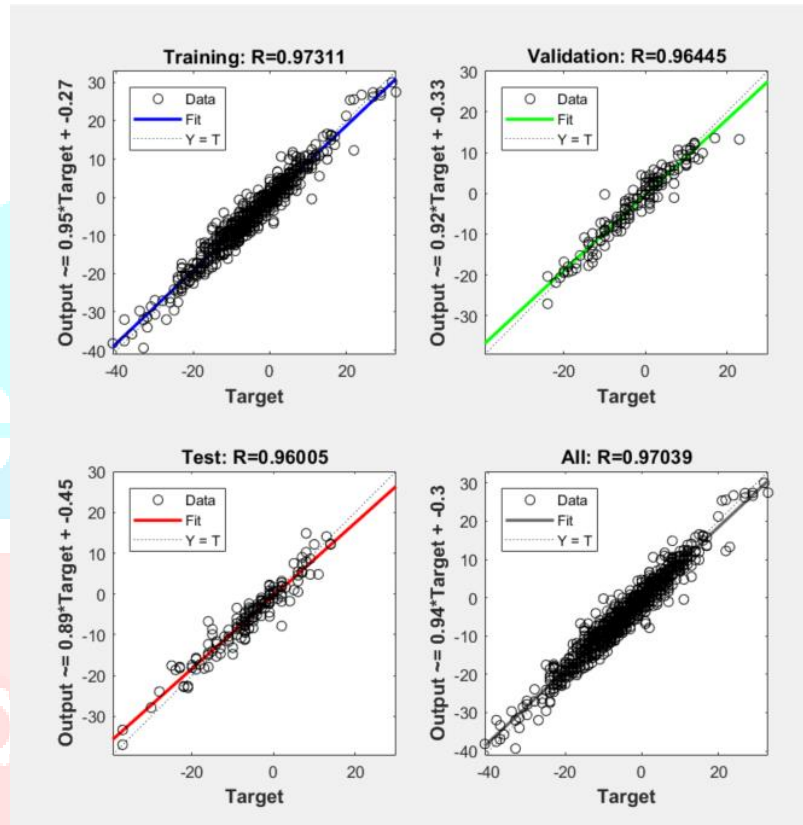 Training: R=0.97311
Output ~= 0.95*Target + -0.27
30
20
10
0
-10
-20
-30
-40
Data
Fit
Y = T
-40
-20
0
20
Target
Validation: R=0.96445
Output ~= 0.92*Target + -0.33
30
20
10
0
-10
-20
-30
Data
Fit
Y = T
-20
0
20
Target
Test: R=0.96005
Output ~= 0.89*Target + -0.45
30
20
10
0
-10
-20
-30
Data
Fit
Y = T
-20
0
20
Target
All: R=0.97039
Output ~= 0.94*Target + -0.3
30
20
10
0
-10
-20
-30
-40
Data
Fit
Y = T
-40
-20
0
20
Target